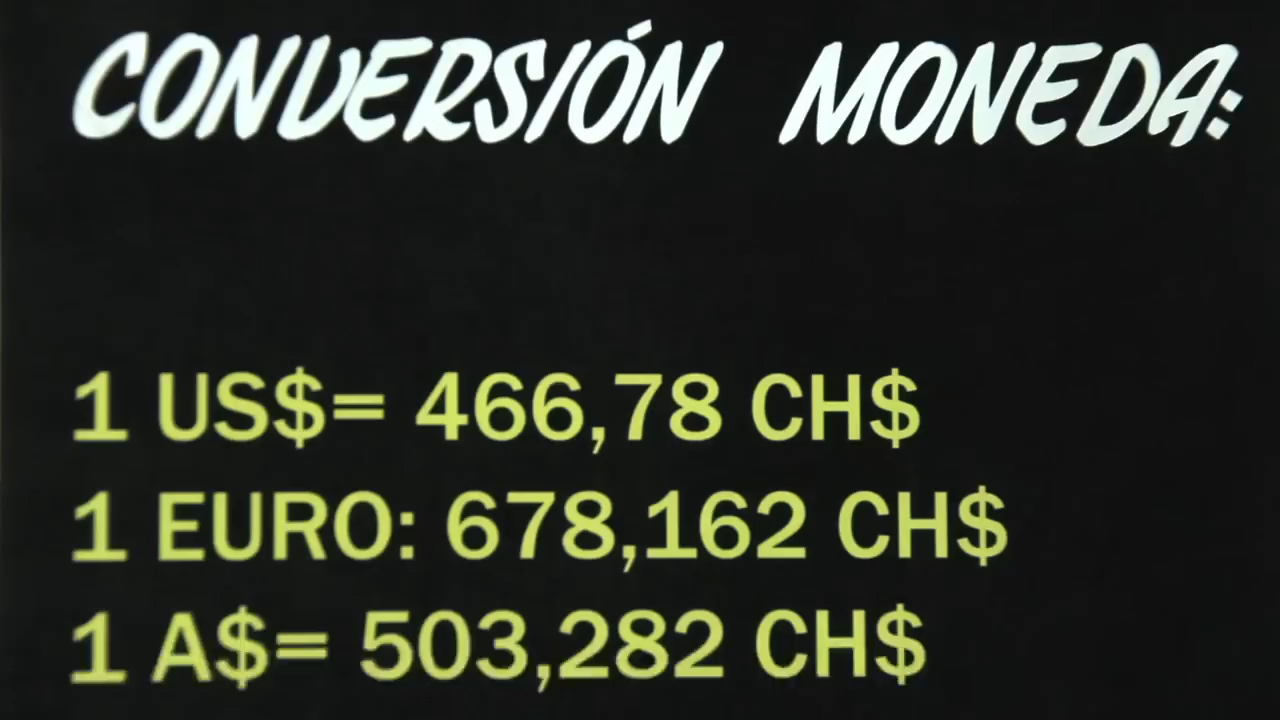 CONVERSIÓN MONEDA:
1 US$= 466,78 CH$
1 EURO: 678,162 CH$
1 A$= 503,282 CH$